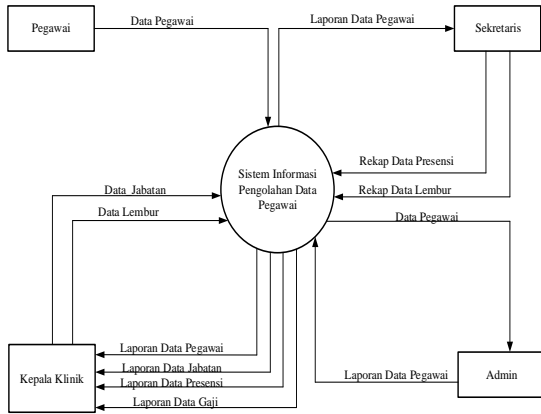 Data Pegawai
Laporan Data Pegawai
Pegawai
Sekretaris
Rekap Data Presensi
Sistem Informasi
Pengolahan Data
Pegawai
Data Jabatan
Rekap Data Lembur
Data Lembur
Data Pegawai
Laporan Data Pegawai
Laporan Data Jabatan
Laporan Data Presensi
Laporan Data Gaji
Kepala Klinik
Laporan Data Pegawai
Admin